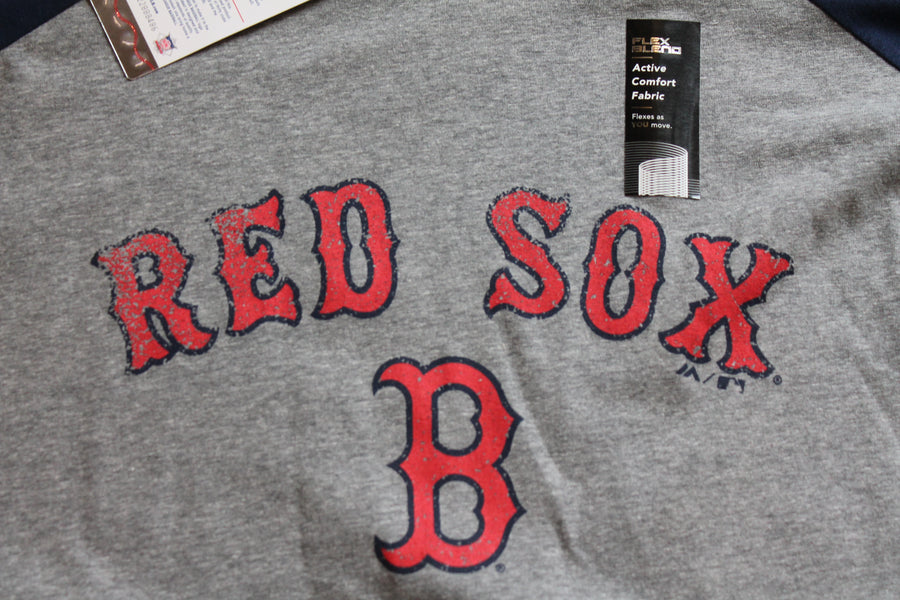 FLEX
BLEND
Active
Comfort
Fabric
Flexes as
YOU move.
RED SOX
®
B
®